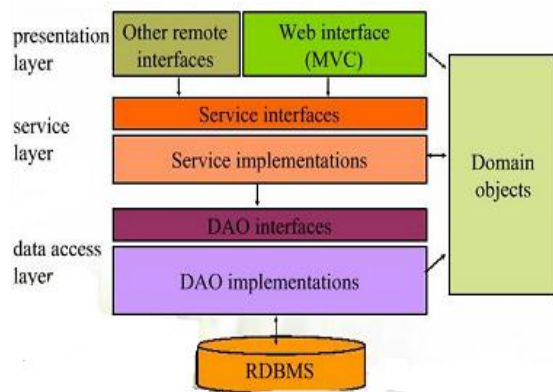 presentation
layer
Other remote
interfaces
Web interface
(MVC)
service
layer
Service interfaces
Service implementations
Domain
objects
data access
layer
DAO interfaces
DAO implementations
RDBMS